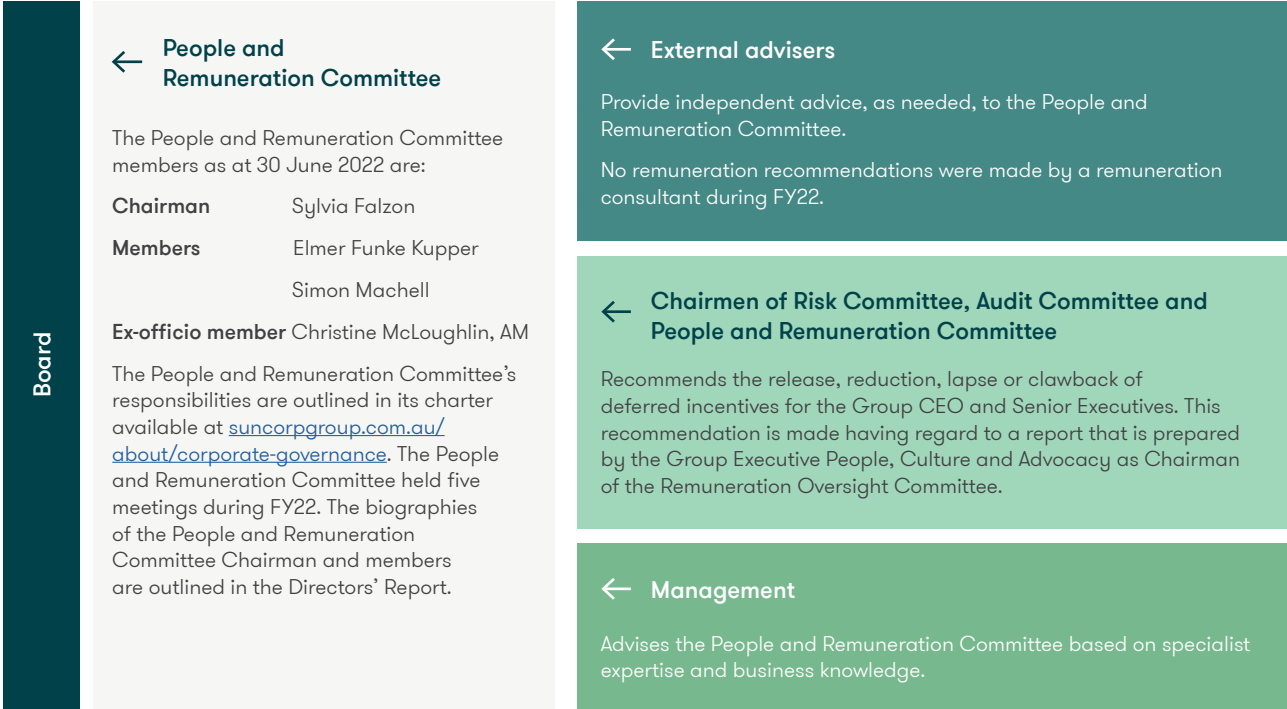 Board
People and
Remuneration Committee
The People and Remuneration Committee
members as at 30 June 2022 are:
Chairman Sylvia Falzon
Members Elmer Funke Kupper
Simon Machell
Ex-officio member Christine McLoughlin, AM
The People and Remuneration Committee’s
responsibilities are outlined in its charter
available at suncorpgroup.com.au/
about/corporate-governance. The People
and Remuneration Committee held five
meetings during FY22. The biographies
of the People and Remuneration
Committee Chairman and members
are outlined in the Directors’ Report.
External advisers
Provide independent advice, as needed, to the People and
Remuneration Committee.
No remuneration recommendations were made by a remuneration
consultant during FY22.
Chairmen of Risk Committee, Audit Committee and
People and Remuneration Committee
Recommends the release, reduction, lapse or clawback of
deferred incentives for the Group CEO and Senior Executives. This
recommendation is made having regard to a report that is prepared
by the Group Executive People, Culture and Advocacy as Chairman
of the Remuneration Oversight Committee.
Management
Advises the People and Remuneration Committee based on specialist
expertise and business knowledge.